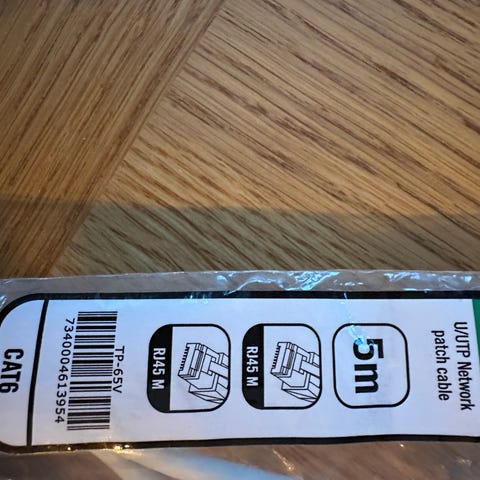 U/UTP Network
patch cable
5m
RJ45 M
RJ45 M
TP-65V
7340004613954
CAT6